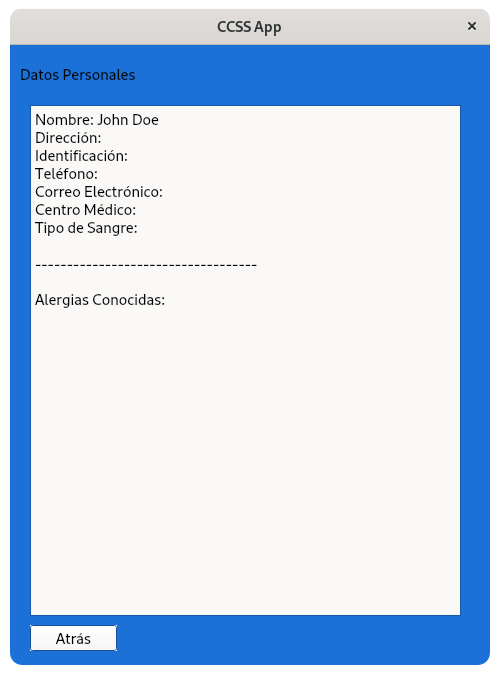 CCSS App
Datos Personales
Nombre: John Doe
Dirección:
Identificación:
Teléfono:
Correo Electrónico:
Centro Médico:
Tipo de Sangre:
-----------------------------------
Alergias Conocidas:
Atrás